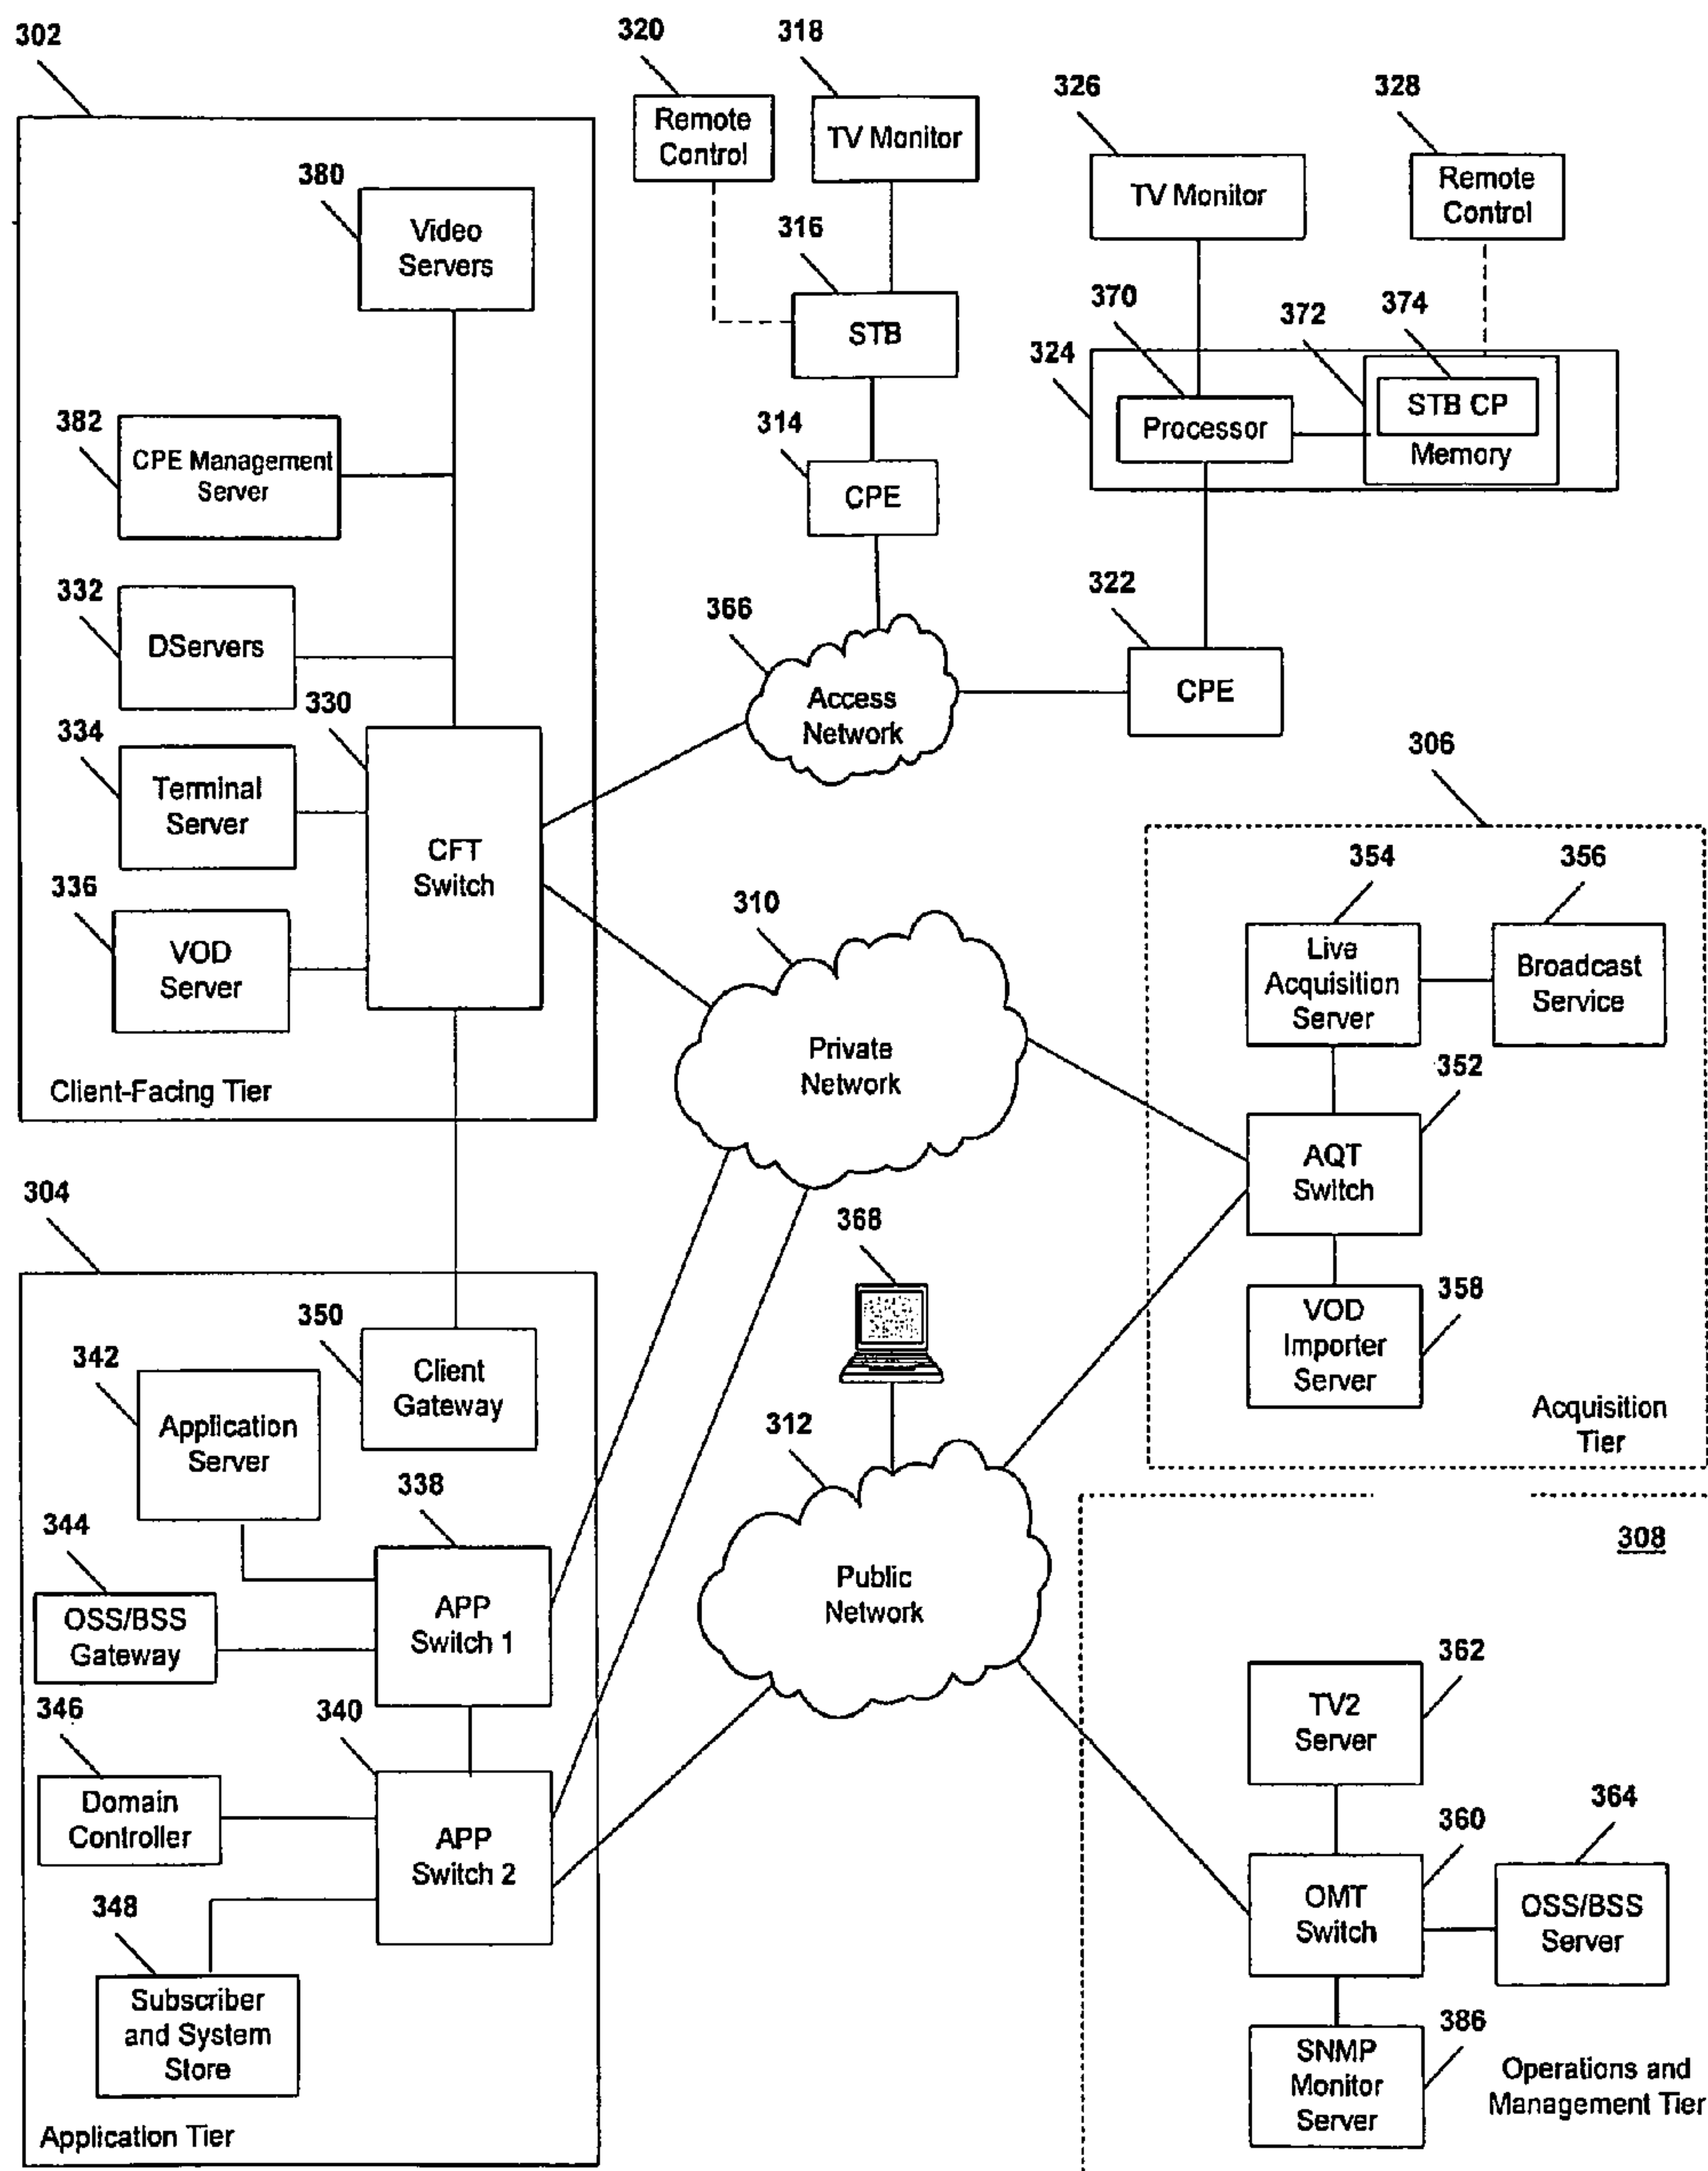 302
320
318
Remote
Control
TV Monitor
326
328
TV Monitor
Remote
Control
380
Video
Servers
316
STB
370
372
374
324
Processor
STB CP
Memory
382
CPE Management
Server
314
CPE
332
DServers
366
Access
Network
322
CPE
334
330
Terminal
Server
CFT
Switch
336
VOD
Server
Client-Facing Tier
306
310
Private
Network
354
356
Live
Acquisition
Server
Broadcast
Service
352
AQT
Switch
358
VOD
Importer
Server
Acquisition
Tier
304
368
350
Client
Gateway
342
Application
Server
312
Public
Network
338
APP
Switch 1
344
OSS/BSS
Gateway
346
340
Domain
Controller
APP
Switch 2
348
Subscriber
and System
Store
Application Tier
308
362
TV2
Server
360
364
OMT
Switch
OSS/BSS
Server
386
SNMP
Monitor
Server
Operations and
Management Tier